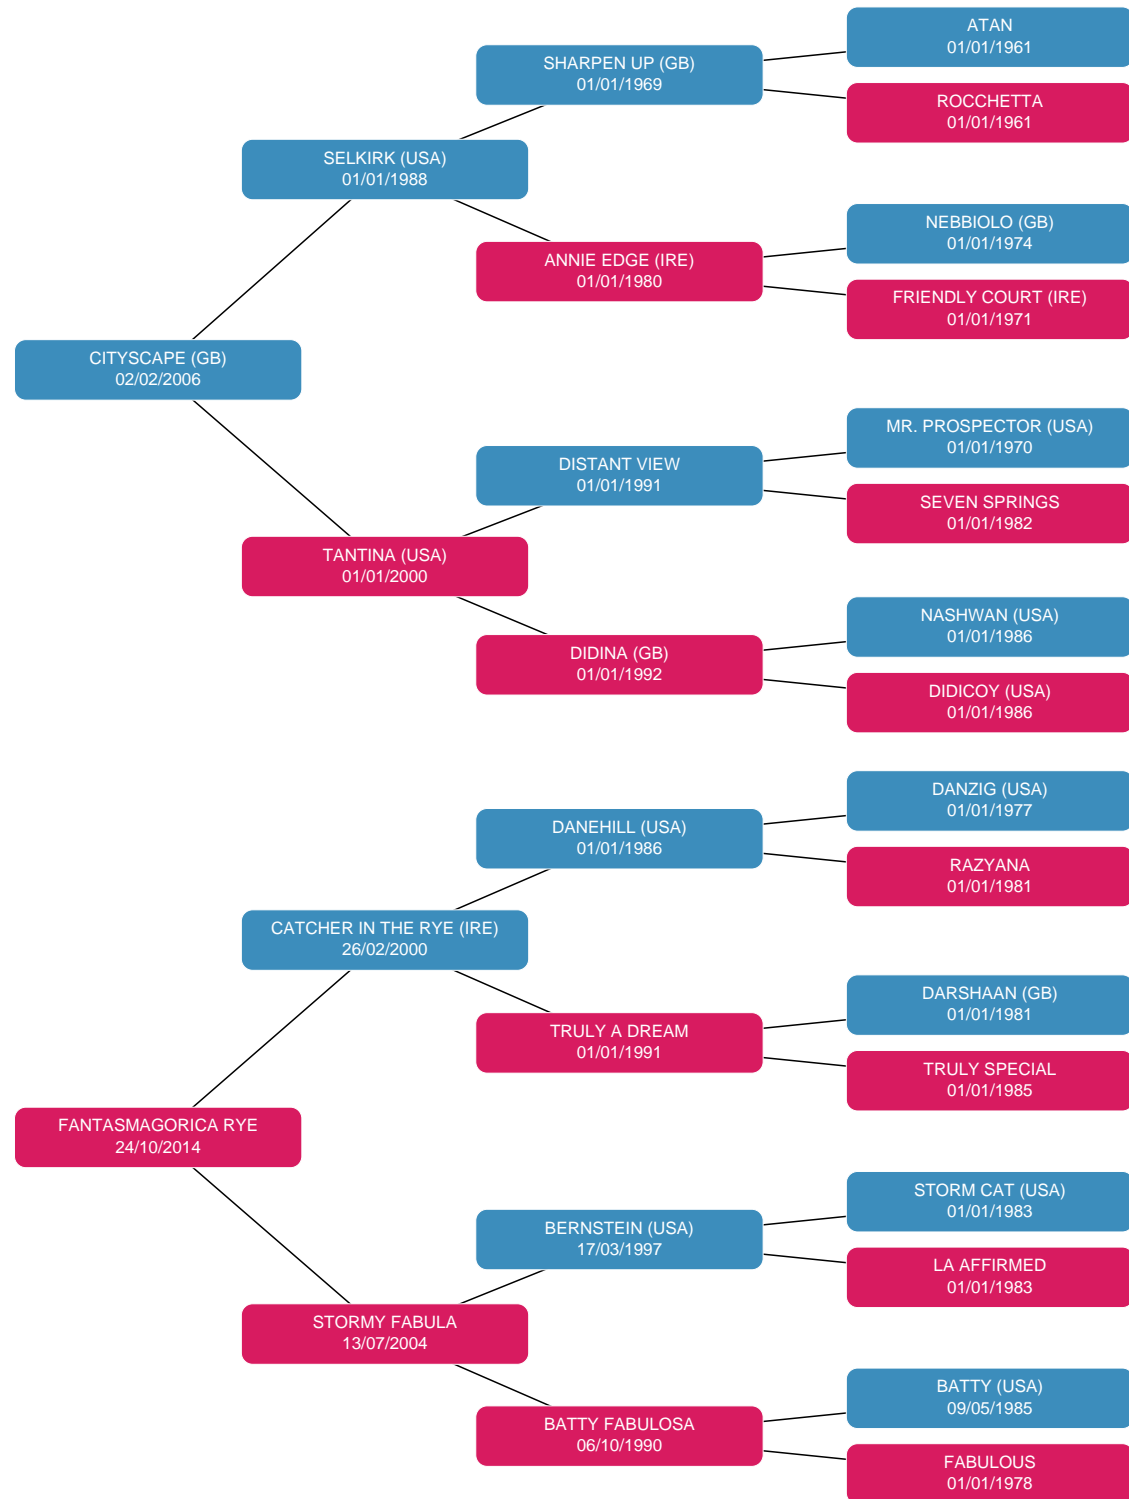 ATAN
01/01/1961
SHARPEN UP (GB)
01/01/1969
ROCCHETTA
01/01/1961
SELKIRK (USA)
01/01/1988
NEBBIOLO (GB)
01/01/1974
ANNIE EDGE (IRE)
01/01/1980
FRIENDLY COURT (IRE)
01/01/1971
CITYSCAPE (GB)
02/02/2006
MR. PROSPECTOR (USA)
01/01/1970
DISTANT VIEW
01/01/1991
SEVEN SPRINGS
01/01/1982
TANTINA (USA)
01/01/2000
NASHWAN (USA)
01/01/1986
DIDINA (GB)
01/01/1992
DIDICOY (USA)
01/01/1986
DANZIG (USA)
01/01/1977
DANEHILL (USA)
01/01/1986
RAZYANA
01/01/1981
CATCHER IN THE RYE (IRE)
26/02/2000
DARSHAAN (GB)
01/01/1981
TRULY A DREAM
01/01/1991
TRULY SPECIAL
01/01/1985
FANTASMAGORICA RYE
24/10/2014
STORM CAT (USA)
01/01/1983
BERNSTEIN (USA)
17/03/1997
LA AFFIRMED
01/01/1983
STORMY FABULA
13/07/2004
BATTY (USA)
09/05/1985
BATTY FABULOSA
06/10/1990
FABULOUS
01/01/1978